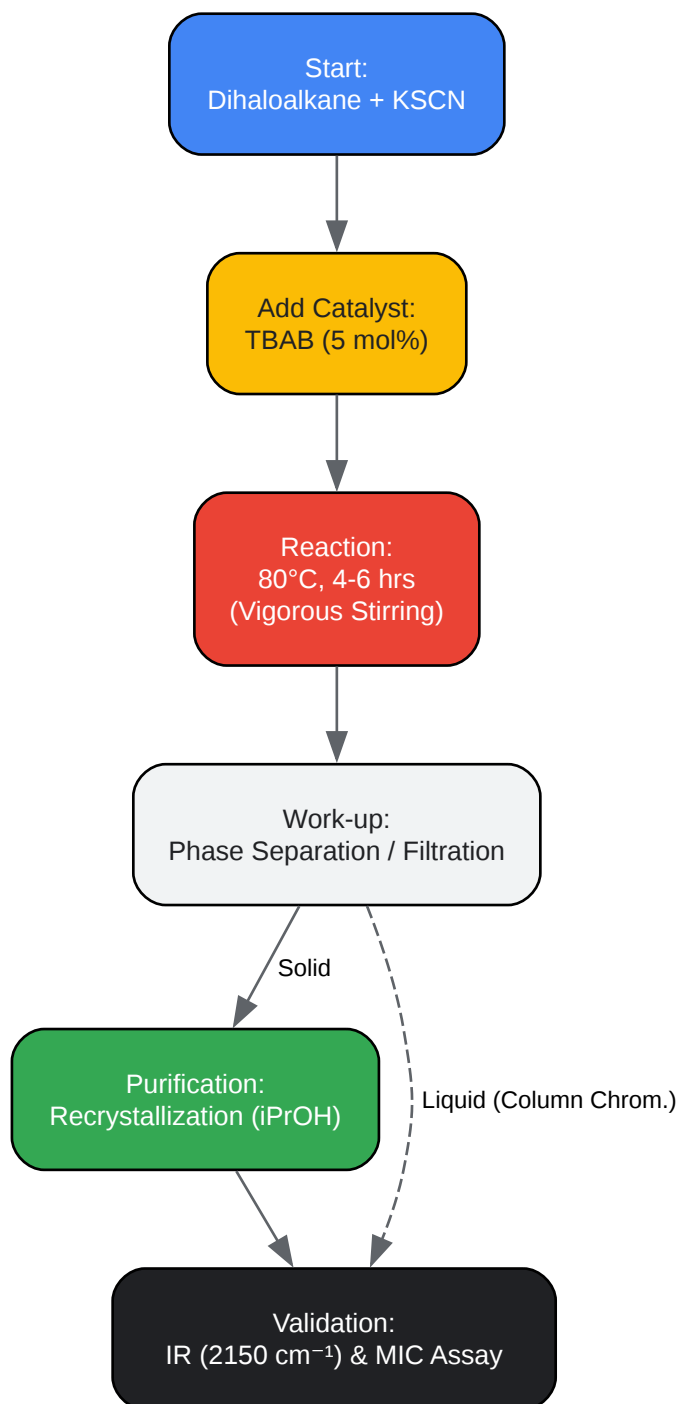 Start:
Dihaloalkane + KSCN
Add Catalyst:
TBAB (5 mol%)
Reaction:
80°C, 4-6 hrs
(Vigorous Stirring)
Work-up:
Phase Separation / Filtration
Solid
Purification:
Recrystallization (iPrOH)
Liquid (Column Chrom.)
Validation:
IR (2150 cm⁻¹) & MIC Assay